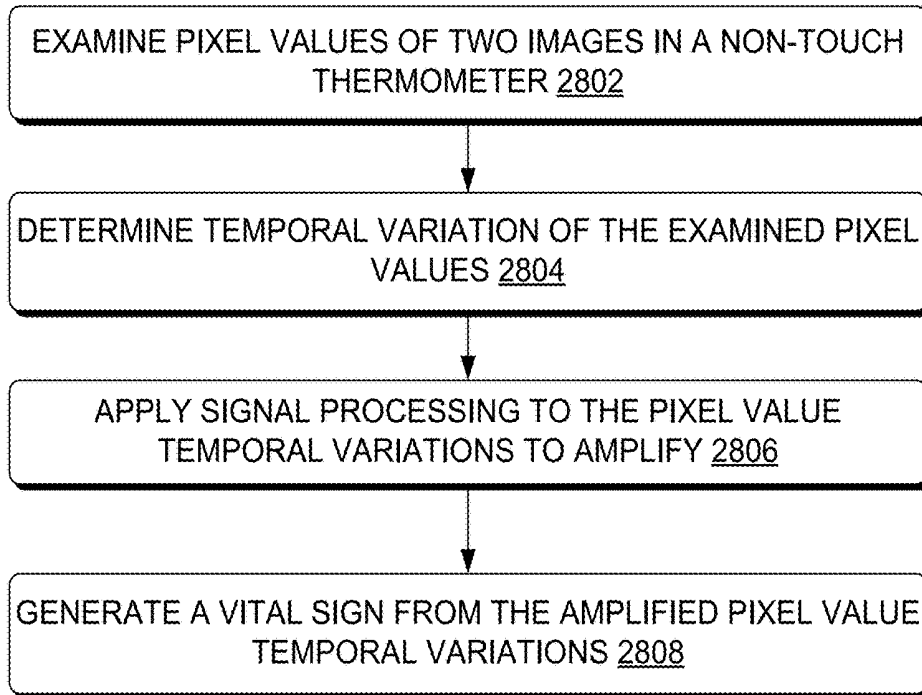 EXAMINE PIXEL VALUES OF TWO IMAGES IN A NON-TOUCH
THERMOMETER 2802
DETERMINE TEMPORAL VARIATION OF THE EXAMINED PIXEL
VALUES 2804
APPLY SIGNAL PROCESSING TO THE PIXEL VALUE
TEMPORAL VARIATIONS TO AMPLIFY 2806
GENERATE A VITAL SIGN FROM THE AMPLIFIED PIXEL VALUE
TEMPORAL VARIATIONS 2808